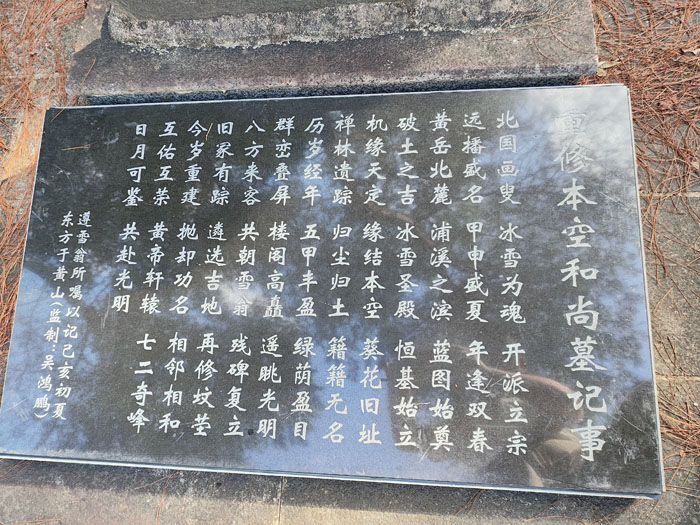 重修本空和尚墓记事
北国画叟 冰雪为魂 开派立宗
远播盛名 甲申盛夏 年逢双春
黄岳北麓 浦溪之滨 蓝图始奠
破土之吉 冰雪圣殿 恒基始立
机缘天定 缘结本空 葵花旧址
禅林遗踪 归尘归土 籍籍无名
历岁经年 五甲丰盈 绿荫盈目
群峦叠屏 楼阁高矗 遥眺光明
八方来客 共朝雪翁 残碑复立
旧冢有踪 遴选吉地 再修坟茔
今岁重建 抛却功名 相邻相和
互佑互荣 黄帝轩辕 七二奇峰
日月可鉴 共赴光明
遵雪翁所嘱以记己亥初夏
东方于黄山(监制:吴鸿鹏)